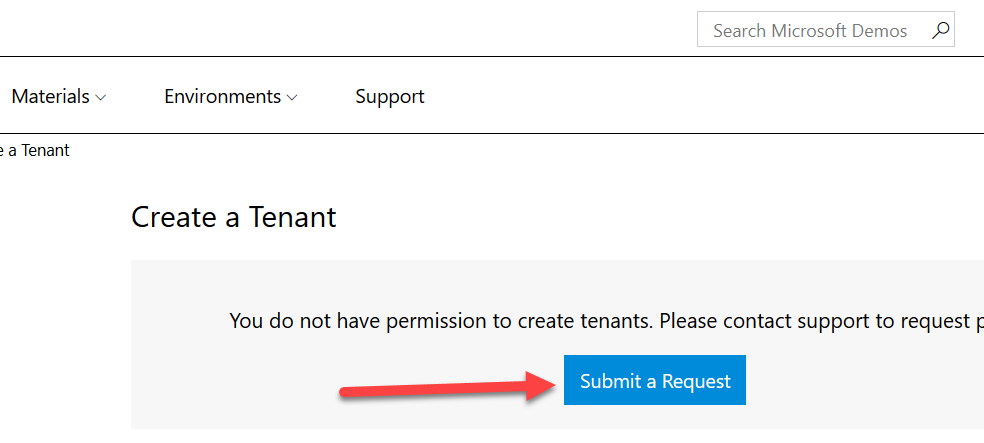 Search Microsoft Demos
Materials Environments Support
a Tenant
Create a Tenant
You do not have permission to create tenants. Please contact support to request
Submit a Request